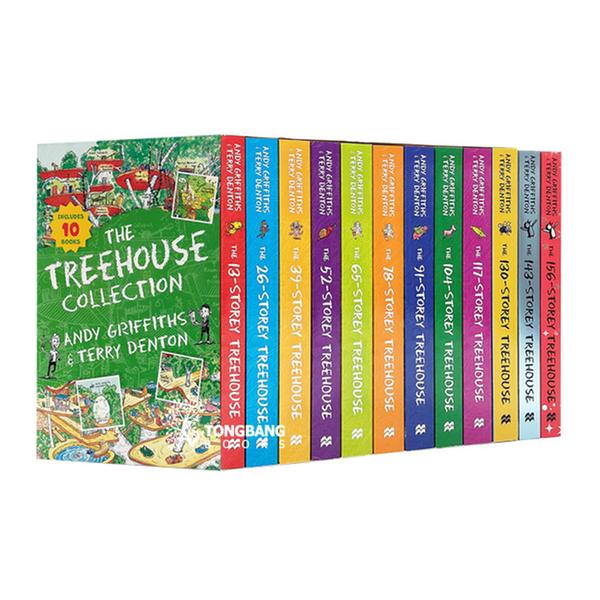 INCLUDES
10
BOOKS
THE
TREEHOUSE
COLLECTION
ANDY GRIFFITHS
& TERRY DENTON
ANDY GRIFFITHS
& TERRY DENTON
THE 13-STOREY TREEHOUSE
ANDY GRIFFITHS
& TERRY DENTON
THE 26-STOREY TREEHOUSE
ANDY GRIFFITHS
& TERRY DENTON
THE 39-STOREY TREEHOUSE
ANDY GRIFFITHS
& TERRY DENTON
THE 52-STOREY TREEHOUSE
ANDY GRIFFITHS
& TERRY DENTON
THE 65-STOREY TREEHOUSE
ANDY GRIFFITHS
& TERRY DENTON
THE 78-STOREY TREEHOUSE
ANDY GRIFFITHS
& TERRY DENTON
THE 91-STOREY TREEHOUSE
ANDY GRIFFITHS
& TERRY DENTON
THE 104-STOREY TREEHOUSE
ANDY GRIFFITHS
& TERRY DENTON
THE 117-STOREY TREEHOUSE
ANDY GRIFFITHS
& TERRY DENTON
THE 130-STOREY TREEHOUSE
ANDY GRIFFITHS
& TERRY DENTON
THE 143-STOREY TREEHOUSE
ANDY GRIFFITHS
& TERRY DENTON
THE 156-STOREY TREEHOUSE
TONGBANG
BOOKS